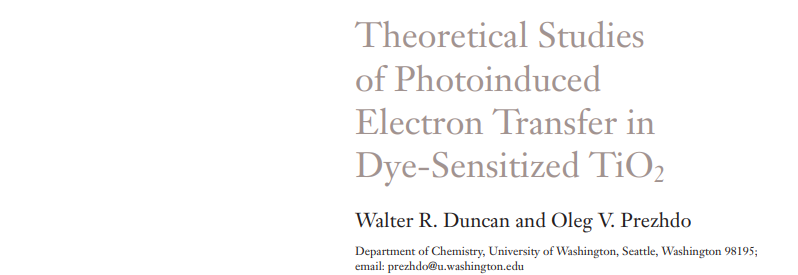 Theoretical Studies
of Photoinduced
Electron Transfer in
Dye-Sensitized TiO₂
Walter R. Duncan and Oleg V. Prezhdo
Department of Chemistry, University of Washington, Seattle, Washington 98195;
email: prezhdo@u.washington.edu